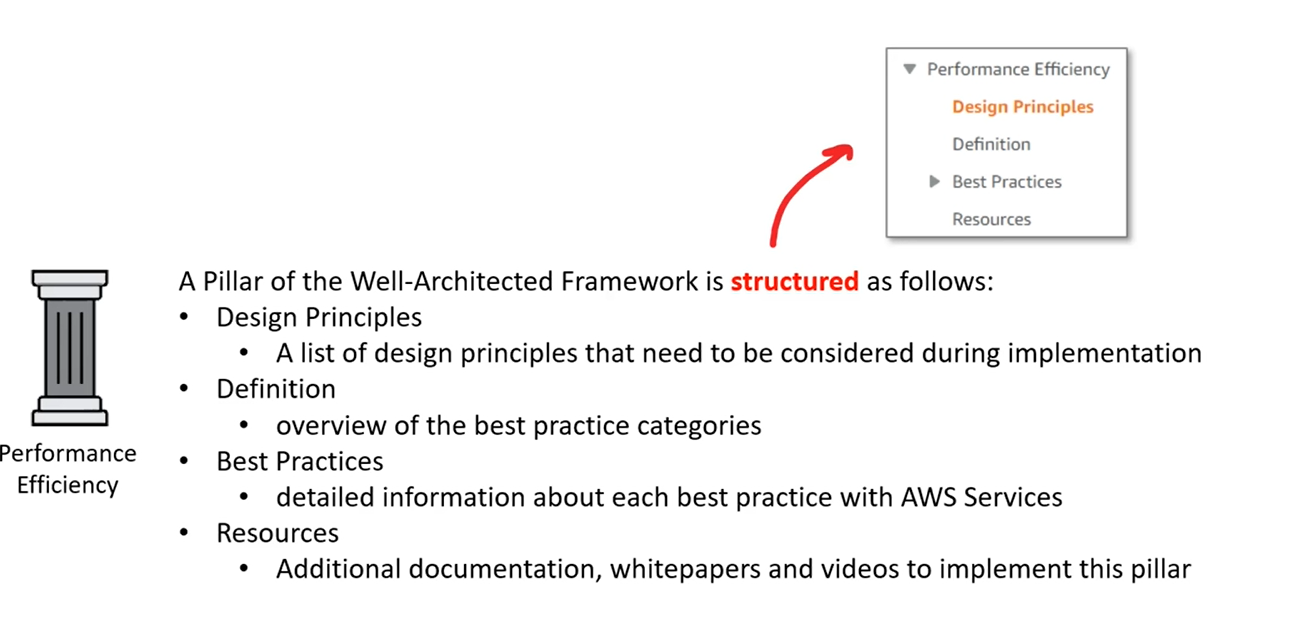 Performance Efficiency
Design Principles
Definition
Best Practices
Resources
A Pillar of the Well-Architected Framework is structured as follows:
• Design Principles
• A list of design principles that need to be considered during implementation
• Definition
• overview of the best practice categories
• Best Practices
• detailed information about each best practice with AWS Services
• Resources
• Additional documentation, whitepapers and videos to implement this pillar
Performance
Efficiency